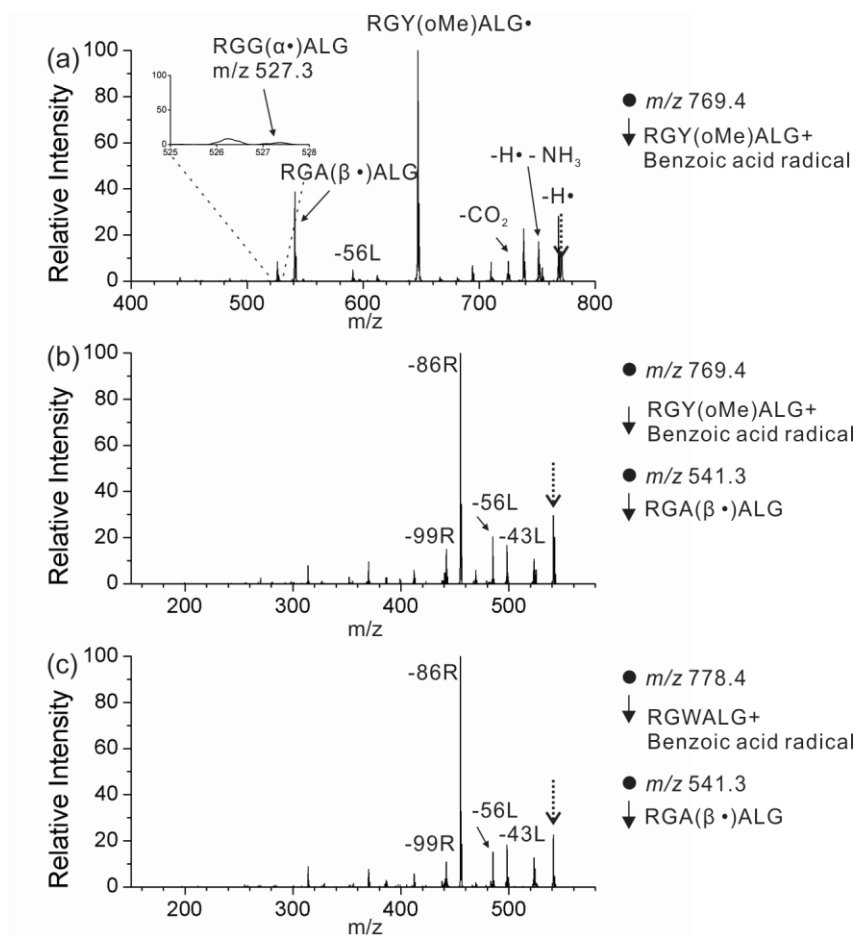 RGY(oMe)ALG•
(a)
RGG(α•)ALG
m/z 527.3
100
50
0
525 526 527 528
RGA(β•)ALG
-56L
-CO2
-H• - NH3
-H•
● m/z 769.4
↓ RGY(oMe)ALG+
Benzoic acid radical
Relative Intensity
100
80
60
40
20
0
400 500 600 700 800
m/z
(b)
-86R
-99R
-56L
-43L
● m/z 769.4
↓ RGY(oMe)ALG+
Benzoic acid radical
● m/z 541.3
↓ RGA(β •)ALG
Relative Intensity
100
80
60
40
20
0
200 300 400 500
m/z
(c)
-86R
-99R
-56L
-43L
● m/z 778.4
↓ RGWALG+
Benzoic acid radical
● m/z 541.3
↓ RGA(β •)ALG
Relative Intensity
100
80
60
40
20
0
200 300 400 500
m/z